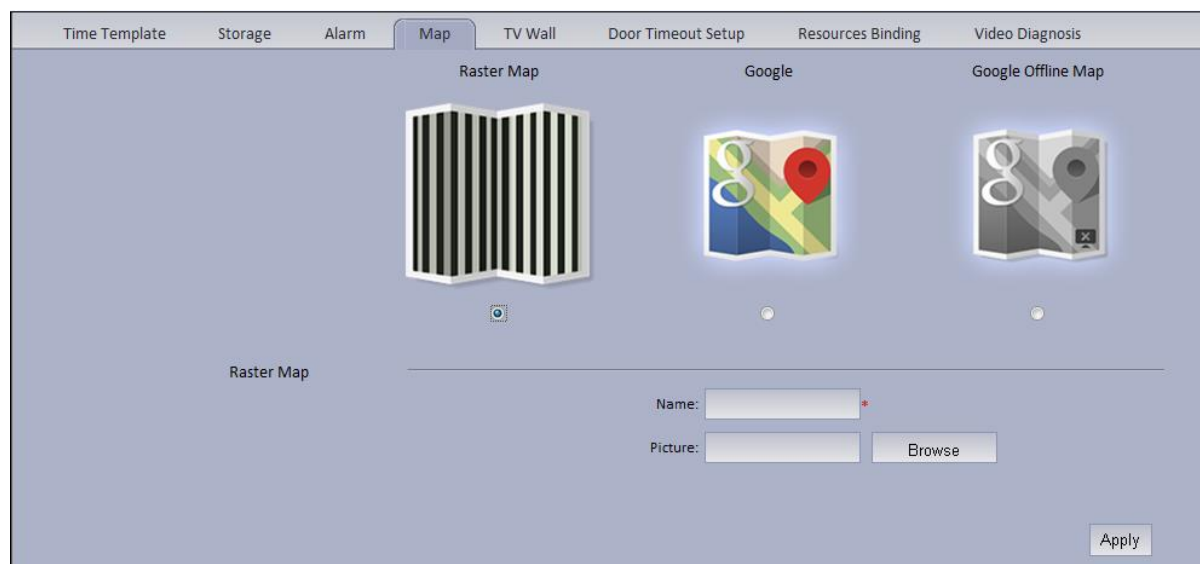 Time Template Storage Alarm Map TV Wall Door Timeout Setup Resources Binding Video Diagnosis
Raster Map Google Google Offline Map
g g
Raster Map
Name: *
Picture: Browse
Apply